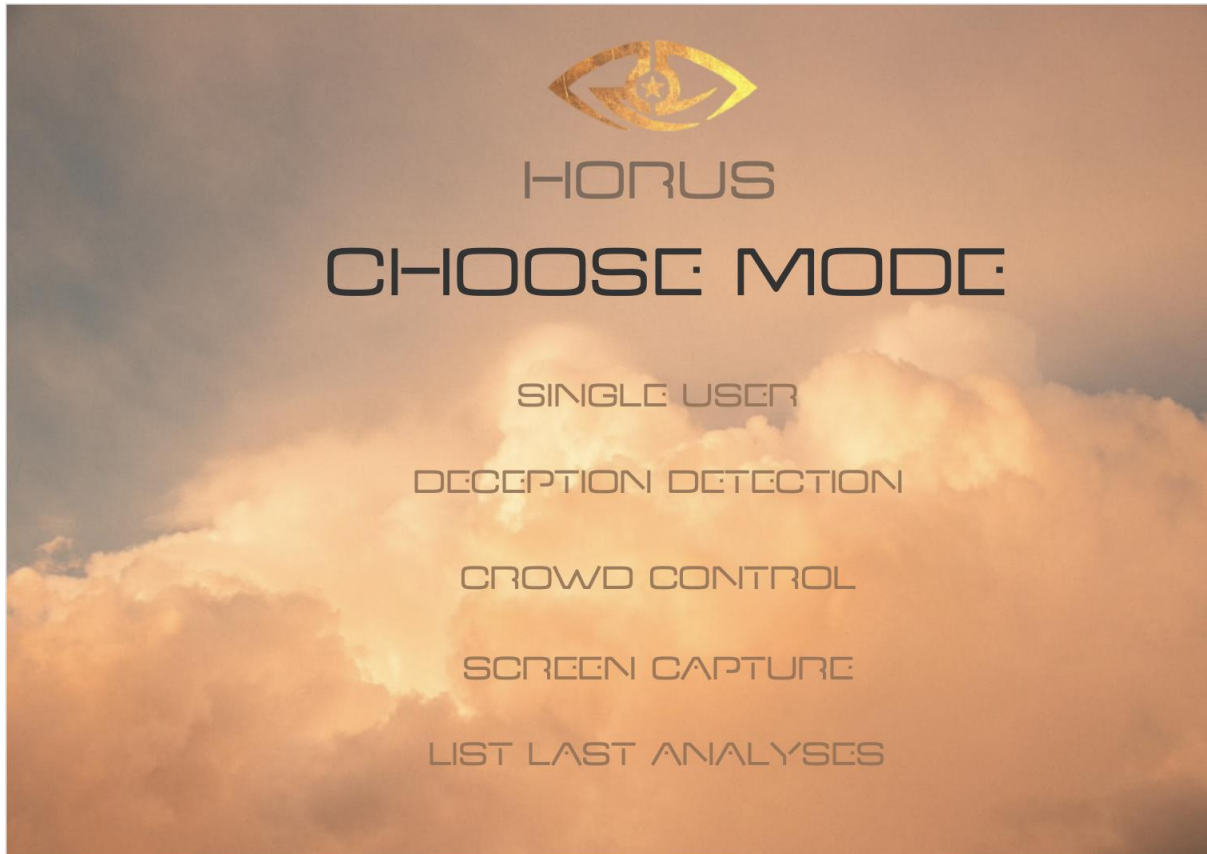 HORUS
CHOOSE MODE
SINGLE USER
DECEPTION DETECTION
CROWD CONTROL
SCREEN CAPTURE
LIST LAST ANALYSES